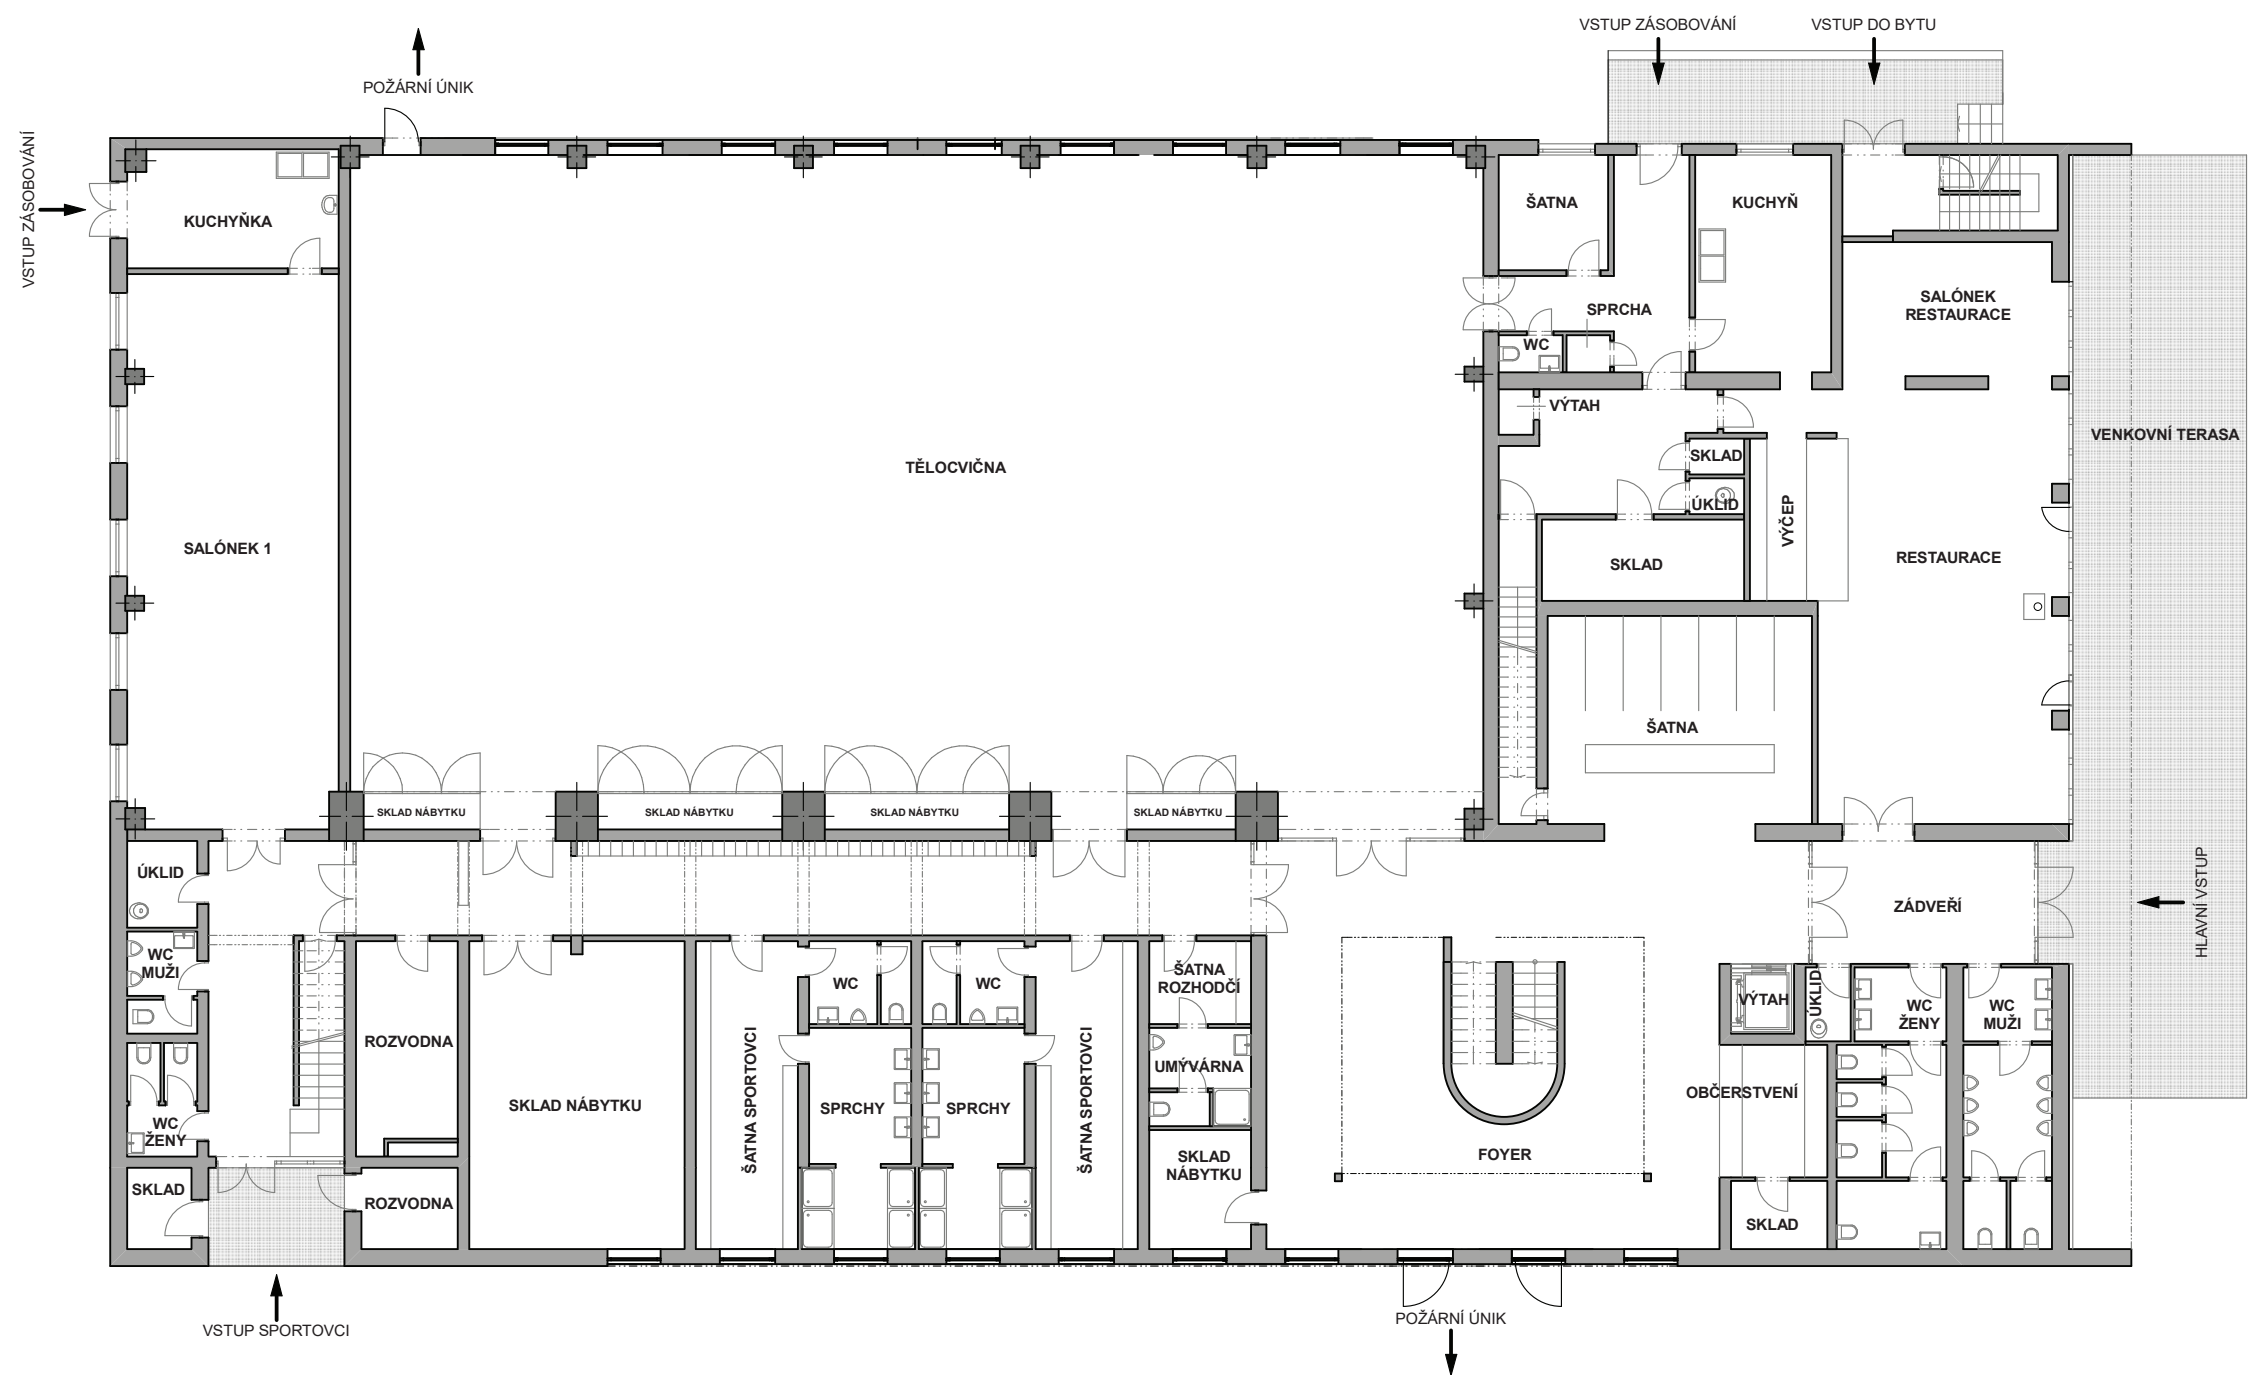 VSTUP ZÁSOBOVÁNÍ
VSTUP DO BYTU
POŽÁRNÍ ÚNIK
VSTUP ZÁSOBOVÁNÍ
KUCHYŇKA
ŠATNA
KUCHYŇ
SALÓNEK
RESTAURACE
SPRCHA
WC
VÝTAH
VENKOVNÍ TERASA
TĚLOCVIČNA
SKLAD
ÚKLID
VÝČEP
SALÓNEK 1
RESTAURACE
SKLAD
ŠATNA
SKLAD NÁBYTKU
SKLAD NÁBYTKU
SKLAD NÁBYTKU
SKLAD NÁBYTKU
ÚKLID
ZÁDVEŘÍ
HLAVNÍ VSTUP
WC
MUŽI
WC
WC
ŠATNA
ROZHODČÍ
VÝTAH
ÚKLID
WC
ŽENY
WC
MUŽI
ROZVODNA
UMÝVÁRNA
OBČERSTVENÍ
SKLAD NÁBYTKU
ŠATNA SPORTOVCI
SPRCHY
SPRCHY
ŠATNA SPORTOVCI
WC
ŽENY
FOYER
SKLAD
NÁBYTKU
SKLAD
ROZVODNA
SKLAD
VSTUP SPORTOVCI
POŽÁRNÍ ÚNIK